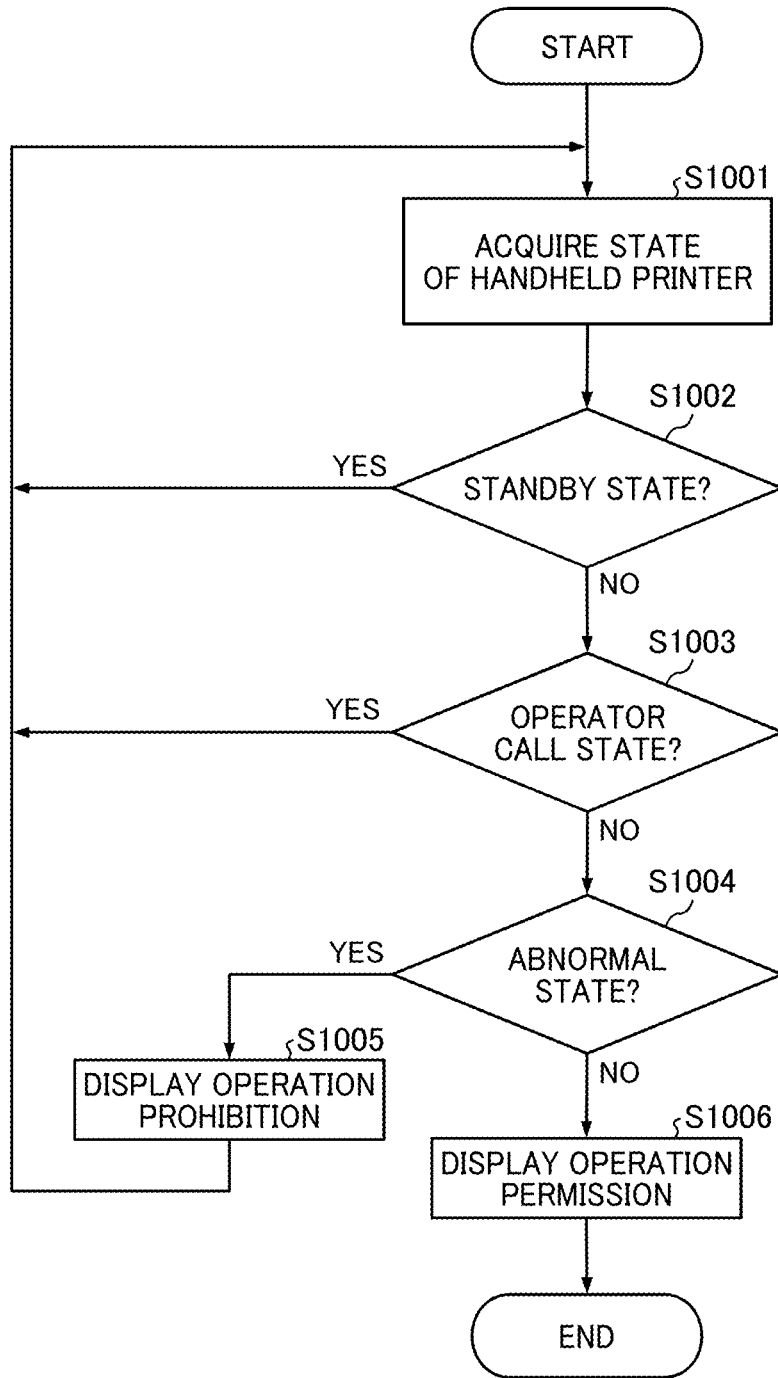 START
S1001
ACQUIRE STATE
OF HANDHELD PRINTER
S1002
YES
STANDBY STATE?
NO
S1003
YES
OPERATOR
CALL STATE?
NO
S1004
YES
ABNORMAL
STATE?
S1005
NO
DISPLAY OPERATION
PROHIBITION
S1006
DISPLAY OPERATION
PERMISSION
END